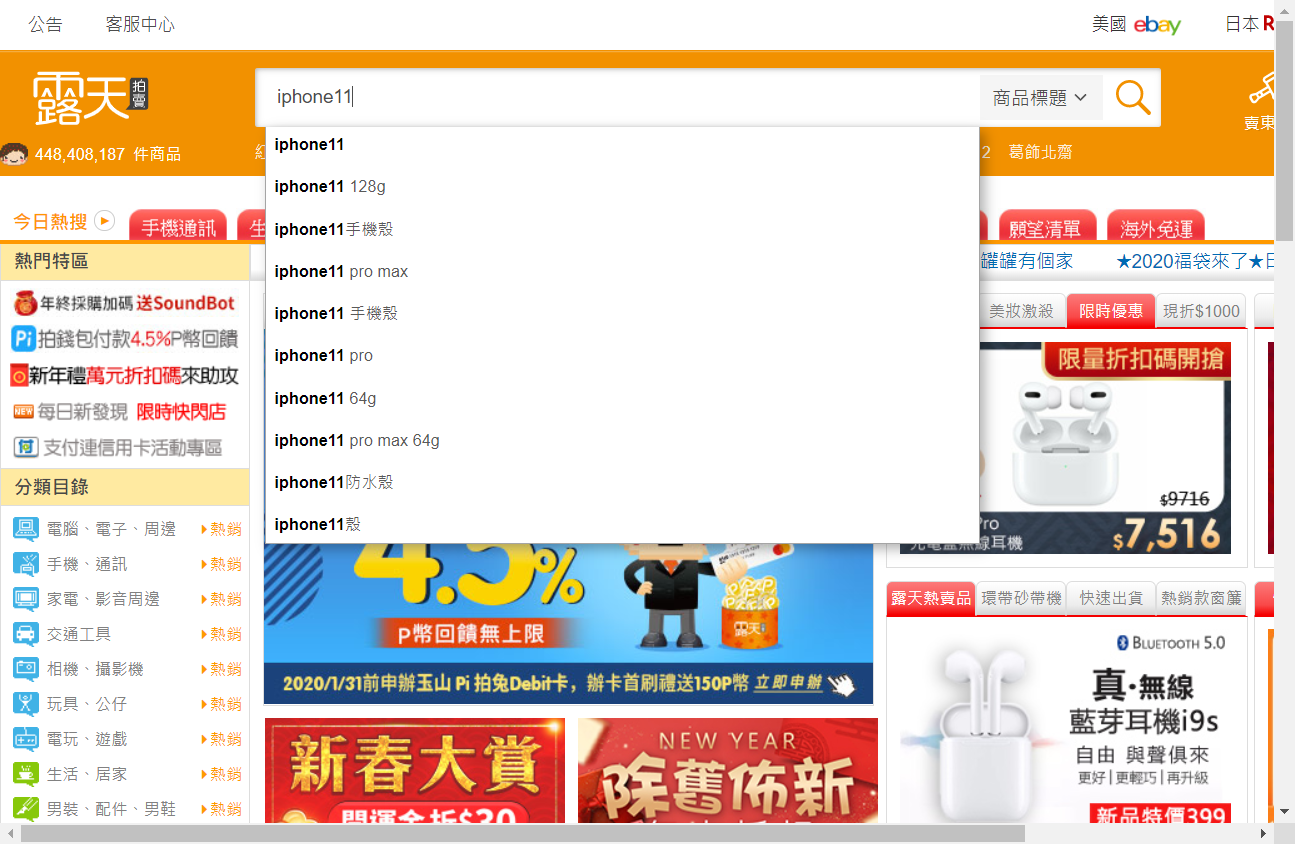 公告
客服中心
美國 ebay
日本 R
露天 拍賣
iphone11
商品標題
賣東
448,408,187 件商品
紅
2
葛飾北齋
iphone11
iphone11 128g
iphone11手機殼
iphone11 pro max
iphone11 手機殼
iphone11 pro
iphone11 64g
iphone11 pro max 64g
iphone11防水殼
iphone11殼
今日熱搜
手機通訊
生
願望清單
海外免運
罐罐有個家
★2020福袋來了★
熱門特區
年終採購加碼 送SoundBot
Pi 拍錢包付款4.5%P幣回饋
新年禮萬元折扣碼來助攻
NEW 每日新發現 限時快閃店
支付連信用卡活動專區
分類目錄
電腦、電子、周邊 熱銷
手機、通訊 熱銷
家電、影音周邊 熱銷
交通工具 熱銷
相機、攝影機 熱銷
玩具、公仔 熱銷
電玩、遊戲 熱銷
生活、居家 熱銷
男裝、配件、男鞋 熱銷
4.5%
P幣回饋無上限
露天
2020/1/31前申辦玉山 Pi 拍兔Debit卡，辦卡首刷禮送150P幣 立即申辦
新春大賞
開運金折$30
NEW YEAR
除舊佈新
美妝激殺
限時優惠
現折$1000
限量折扣碼開搶
$9716
Pro
充電盒無線耳機
$7,516
露天熱賣品
環帶砂帶機
快速出貨
熱銷款窗簾
BLUETOOTH 5.0
真·無線
藍芽耳機i9s
自由 與聲俱來
更好|更輕巧|再升級
新品特價399